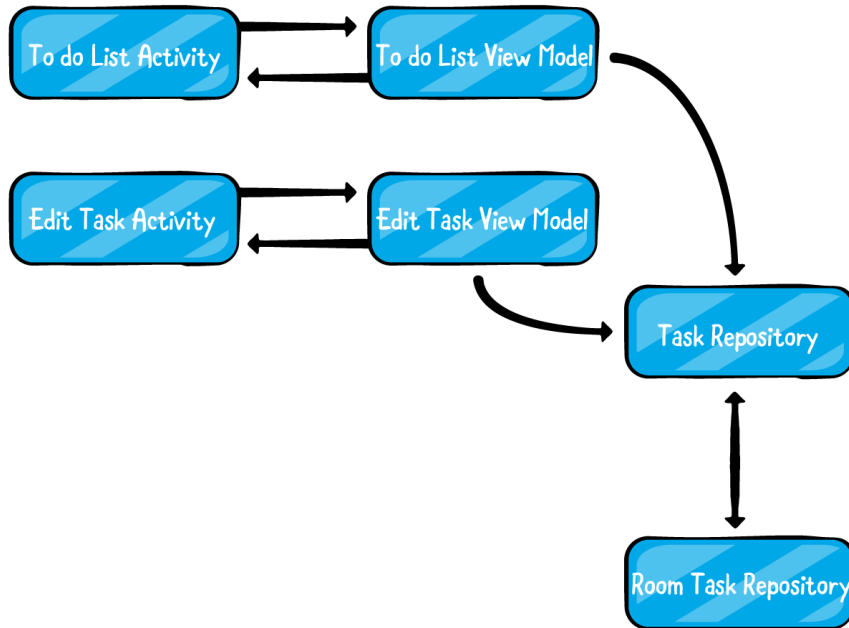 To do List Activity
To do List View Model
Edit Task Activity
Edit Task View Model
Task Repository
Room Task Repository